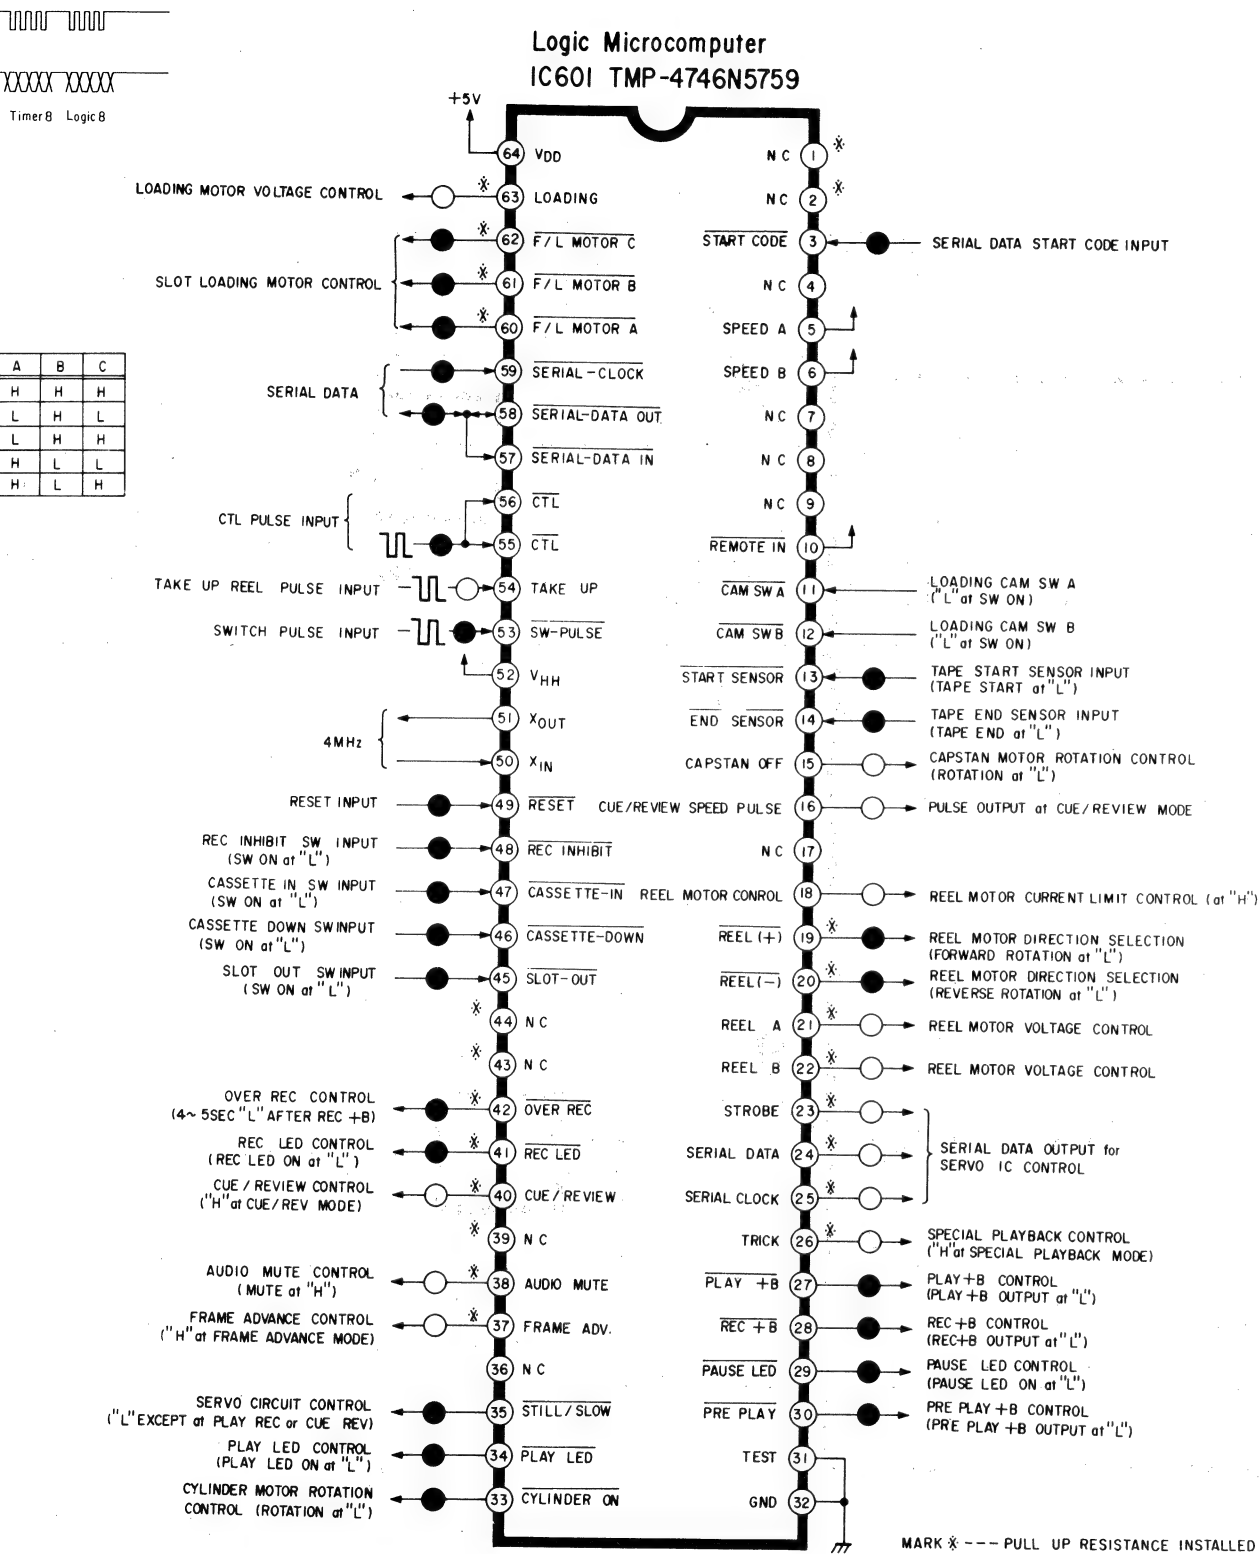 Logic Microcomputer
IC601 TMP-4746N5759
Timer 8 Logic 8
+5V
64 VDD
LOADING MOTOR VOLTAGE CONTROL ※ 63 LOADING
※ 62 F/L MOTOR C
SLOT LOADING MOTOR CONTROL ※ 61 F/L MOTOR B
※ 60 F/L MOTOR A
A B C
H H H
L H L
L H H
H L L
H L H
59 SERIAL-CLOCK
SERIAL DATA
58 SERIAL-DATA OUT
57 SERIAL-DATA IN
56 CTL
CTL PULSE INPUT
55 CTL
TAKE UP REEL PULSE INPUT 54 TAKE UP
SWITCH PULSE INPUT 53 SW-PULSE
52 VHH
51 XOUT
4MHz
50 XIN
RESET INPUT 49 RESET
REC INHIBIT SW INPUT
(SW ON at "L") 48 REC INHIBIT
CASSETTE IN SW INPUT
(SW ON at "L") 47 CASSETTE-IN
CASSETTE DOWN SW INPUT
(SW ON at "L") 46 CASSETTE-DOWN
SLOT OUT SW INPUT
(SW ON at "L") 45 SLOT-OUT
※ 44 NC
※ 43 NC
OVER REC CONTROL
(4~5SEC "L" AFTER REC +B) ※ 42 OVER REC
REC LED CONTROL
(REC LED ON at "L") ※ 41 REC LED
CUE / REVIEW CONTROL
("H" at CUE/REV MODE) ※ 40 CUE/REVIEW
※ 39 NC
AUDIO MUTE CONTROL
(MUTE at "H") ※ 38 AUDIO MUTE
FRAME ADVANCE CONTROL
("H" at FRAME ADVANCE MODE) ※ 37 FRAME ADV.
36 NC
SERVO CIRCUIT CONTROL
("L" EXCEPT at PLAY REC or CUE REV) 35 STILL/SLOW
PLAY LED CONTROL
(PLAY LED ON at "L") 34 PLAY LED
CYLINDER MOTOR ROTATION
CONTROL (ROTATION at "L") 33 CYLINDER ON
NC 1 ※
NC 2 ※
START CODE 3 SERIAL DATA START CODE INPUT
NC 4
SPEED A 5
SPEED B 6
NC 7
NC 8
NC 9
REMOTE IN 10
CAM SW A 11 LOADING CAM SW A
("L" at SW ON)
CAM SW B 12 LOADING CAM SW B
("L" at SW ON)
START SENSOR 13 TAPE START SENSOR INPUT
(TAPE START at "L")
END SENSOR 14 TAPE END SENSOR INPUT
(TAPE END at "L")
CAPSTAN OFF 15 CAPSTAN MOTOR ROTATION CONTROL
(ROTATION at "L")
CUE/REVIEW SPEED PULSE 16 PULSE OUTPUT at CUE/REVIEW MODE
NC 17
REEL MOTOR CONROL 18 REEL MOTOR CURRENT LIMIT CONTROL (at "H")
REEL (+) 19 ※ REEL MOTOR DIRECTION SELECTION
(FORWARD ROTATION at "L")
REEL (-) 20 ※ REEL MOTOR DIRECTION SELECTION
(REVERSE ROTATION at "L")
REEL A 21 ※ REEL MOTOR VOLTAGE CONTROL
REEL B 22 ※ REEL MOTOR VOLTAGE CONTROL
STROBE 23 ※
SERIAL DATA 24 ※ SERIAL DATA OUTPUT for
SERVO IC CONTROL
SERIAL CLOCK 25 ※
TRICK 26 ※ SPECIAL PLAYBACK CONTROL
("H" at SPECIAL PLAYBACK MODE)
PLAY +B 27 PLAY+B CONTROL
(PLAY+B OUTPUT at "L")
REC +B 28 REC+B CONTROL
(REC+B OUTPUT at "L")
PAUSE LED 29 PAUSE LED CONTROL
(PAUSE LED ON at "L")
PRE PLAY 30 PRE PLAY +B CONTROL
(PRE PLAY +B OUTPUT at "L")
TEST 31
GND 32
MARK ※ --- PULL UP RESISTANCE INSTALLED